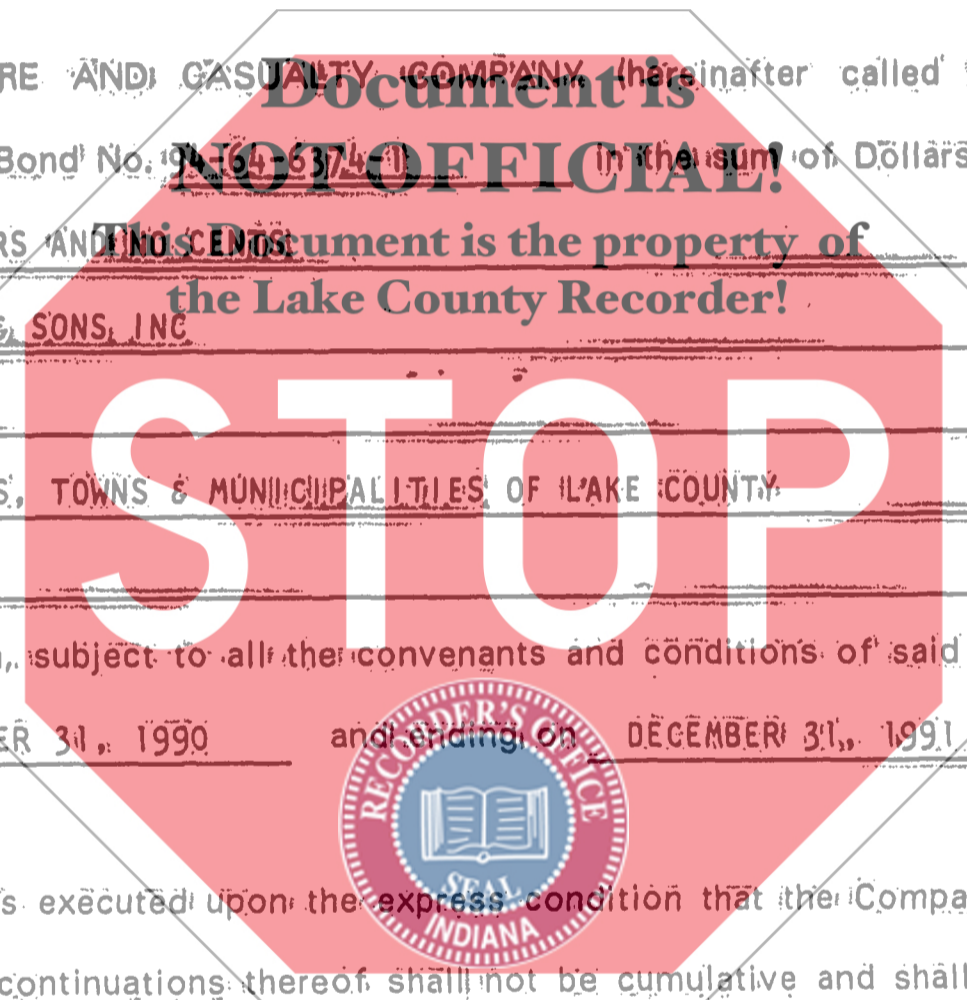 RE AND CASUALTY COMPANY (hereinafter called
Document is
Bond No. 94-64-6374-1 in the sum of Dollars
NOT OFFICIAL!
RS AND NO CENTS
This Document is the property of
the Lake County Recorder!
& SONS, INC
STOP
S, TOWNS & MUNICIPALITIES OF LAKE COUNTY
subject to all the convenants and conditions of said
ER 31, 1990 and ending on DECEMBER 31, 1991
RECORDER'S OFFICE
SEAL
INDIANA
s executed upon the express condition that the Compa
continuations thereof shall not be cumulative and shall